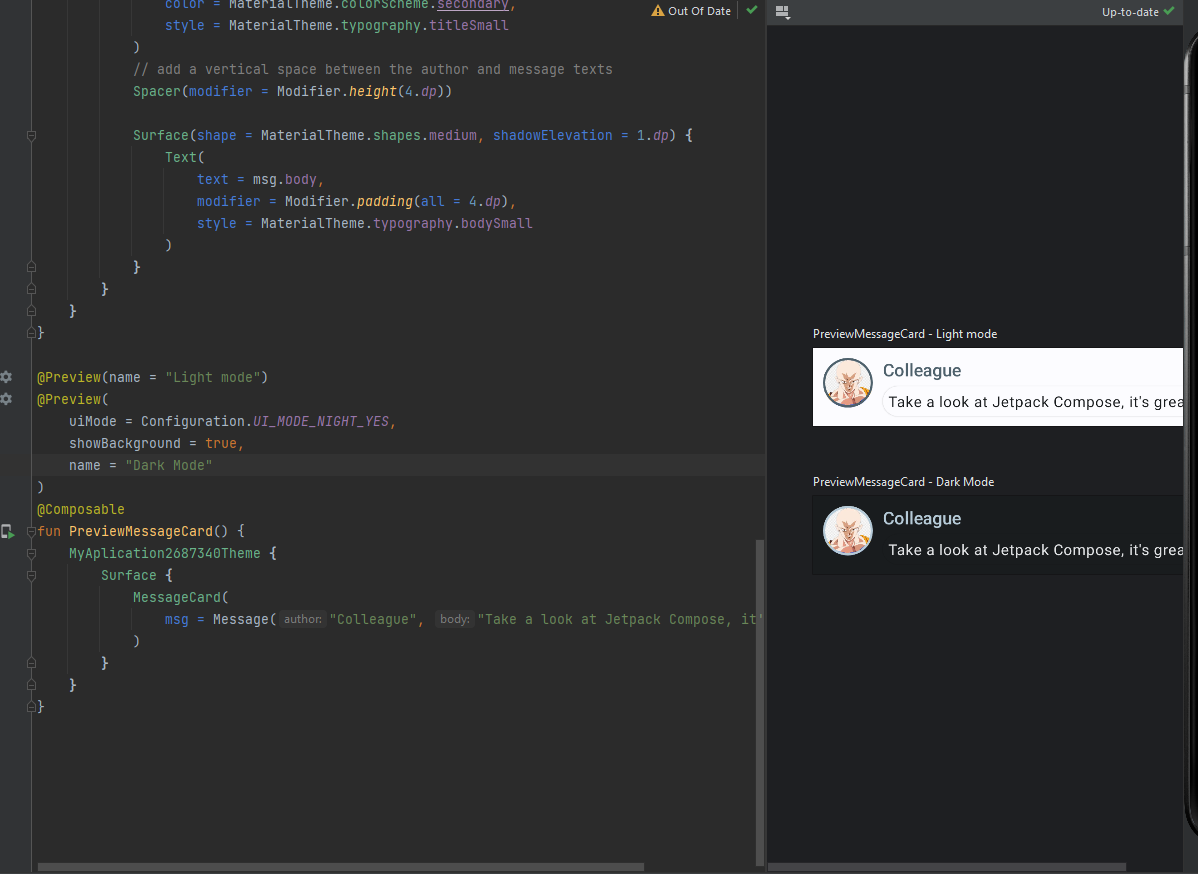 color = MaterialTheme.colorScheme.secondary,
Out Of Date
Up-to-date
style = MaterialTheme.typography.titleSmall
)
// add a vertical space between the author and message texts
Spacer(modifier = Modifier.height(4.dp))
Surface(shape = MaterialTheme.shapes.medium, shadowElevation = 1.dp) {
Text(
text = msg.body,
modifier = Modifier.padding(all = 4.dp),
style = MaterialTheme.typography.bodySmall
)
}
}
}
}
@Preview(name = "Light mode")
@Preview(
uiMode = Configuration.UI_MODE_NIGHT_YES,
showBackground = true,
name = "Dark Mode"
)
@Composable
fun PreviewMessageCard() {
MyAplication2687340Theme {
Surface {
MessageCard(
msg = Message( author: "Colleague", body: "Take a look at Jetpack Compose, it'
)
}
}
}
PreviewMessageCard - Light mode
Colleague
Take a look at Jetpack Compose, it's grea
PreviewMessageCard - Dark Mode
Colleague
Take a look at Jetpack Compose, it's grea